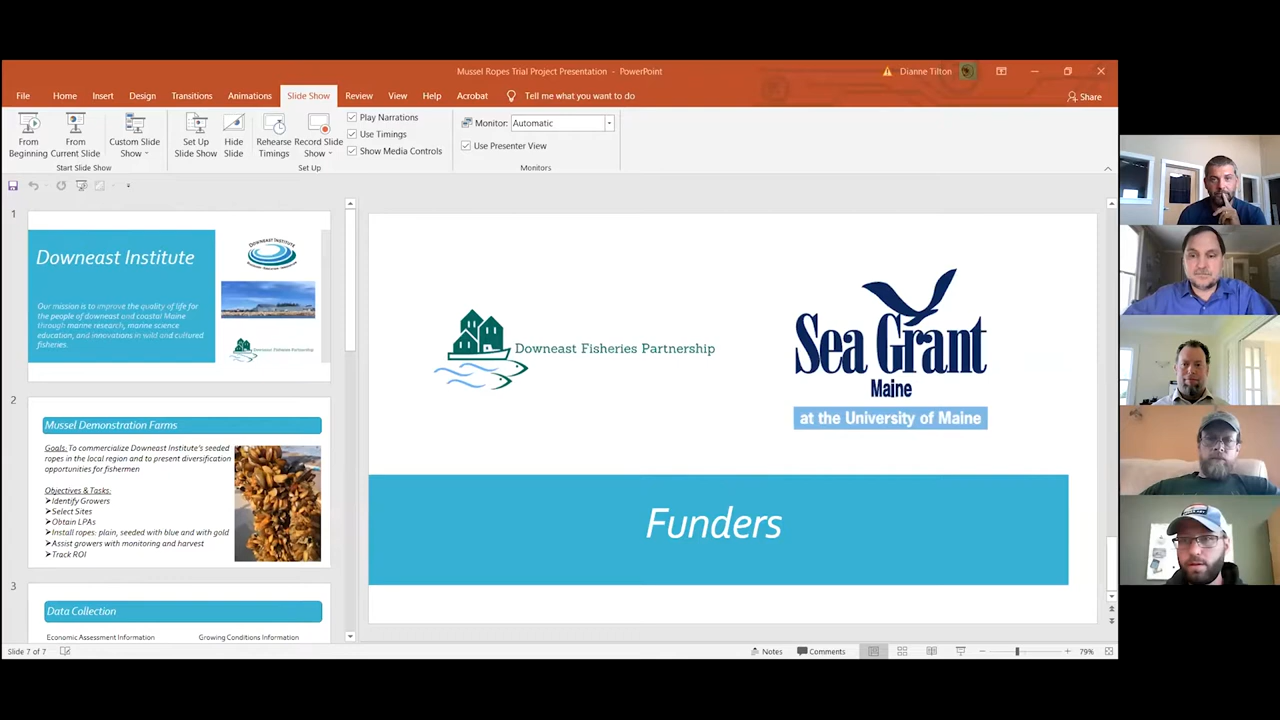 Mussel Ropes Trial Project Presentation - PowerPoint
Dianne Tilton
File Home Insert Design Transitions Animations Slide Show Review View Help Acrobat Tell me what you want to do
Share
From Beginning
From Current Slide
Custom Slide Show
Start Slide Show
Set Up Slide Show
Hide Slide
Rehearse Timings
Record Slide Show
Play Narrations
Use Timings
Show Media Controls
Set Up
Monitor: Automatic
Use Presenter View
Monitors
1
Downeast Institute
Our mission is to improve the quality of life for
the people of downeast and coastal Maine
through marine research, marine science
education, and innovations in wild and cultured
fisheries.
DOWNEAST INSTITUTE
Downeast Fisheries Partnership
2
Mussel Demonstration Farms
Goals: To commercialize Downeast Institute's seeded
ropes in the local region and to present diversification
opportunities for fishermen
Objectives & Tasks:
➢Identify Growers
➢Select Sites
➢Obtain LPAs
➢Install ropes: plain, seeded with blue and with gold
➢Assist growers with monitoring and harvest
➢Track ROI
3
Data Collection
Economic Assessment Information Growing Conditions Information
Downeast Fisheries Partnership
Sea Grant
Maine
at the University of Maine
Funders
Slide 7 of 7
Notes Comments 79%